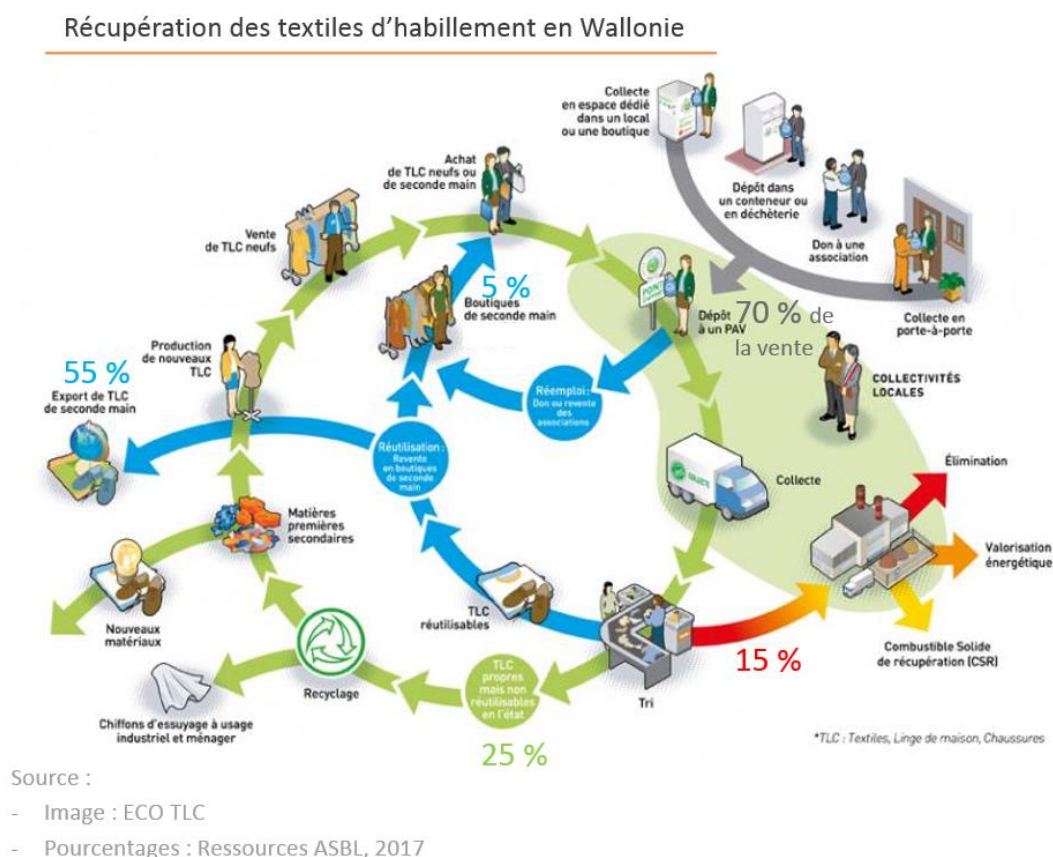 Récupération des textiles d'habillement en Wallonie
Collecte
en espace dédié
dans un local
ou une boutique
Achat
de TLC neufs ou
de seconde main
Dépôt dans
un conteneur ou
en déchèterie
Don à une
association
Vente
de TLC neufs
5 %
Boutiques
de seconde main
POINT
Dépôt
à un PAV
70 % de
la vente
Collecte en
porte-à-porte
Production
de nouveaux
TLC
55 %
Export de TLC
de seconde main
Réemploi :
Don ou revente
des
associations
COLLECTIVITÉS
LOCALES
Réutilisation :
Revente
en boutiques
de seconde
main
Collecte
Élimination
Matières
premières
secondaires
Valorisation
énergétique
Nouveaux
matériaux
TLC
réutilisables
15 %
Combustible Solide
de récupération (CSR)
Recyclage
TLC
propres
mais non
réutilisables
en l'état
Tri
Chiffons d'essuyage à usage
industriel et ménager
25 %
*TLC : Textiles, Linge de maison, Chaussures
Source :
- Image : ECO TLC
- Pourcentages : Ressources ASBL, 2017